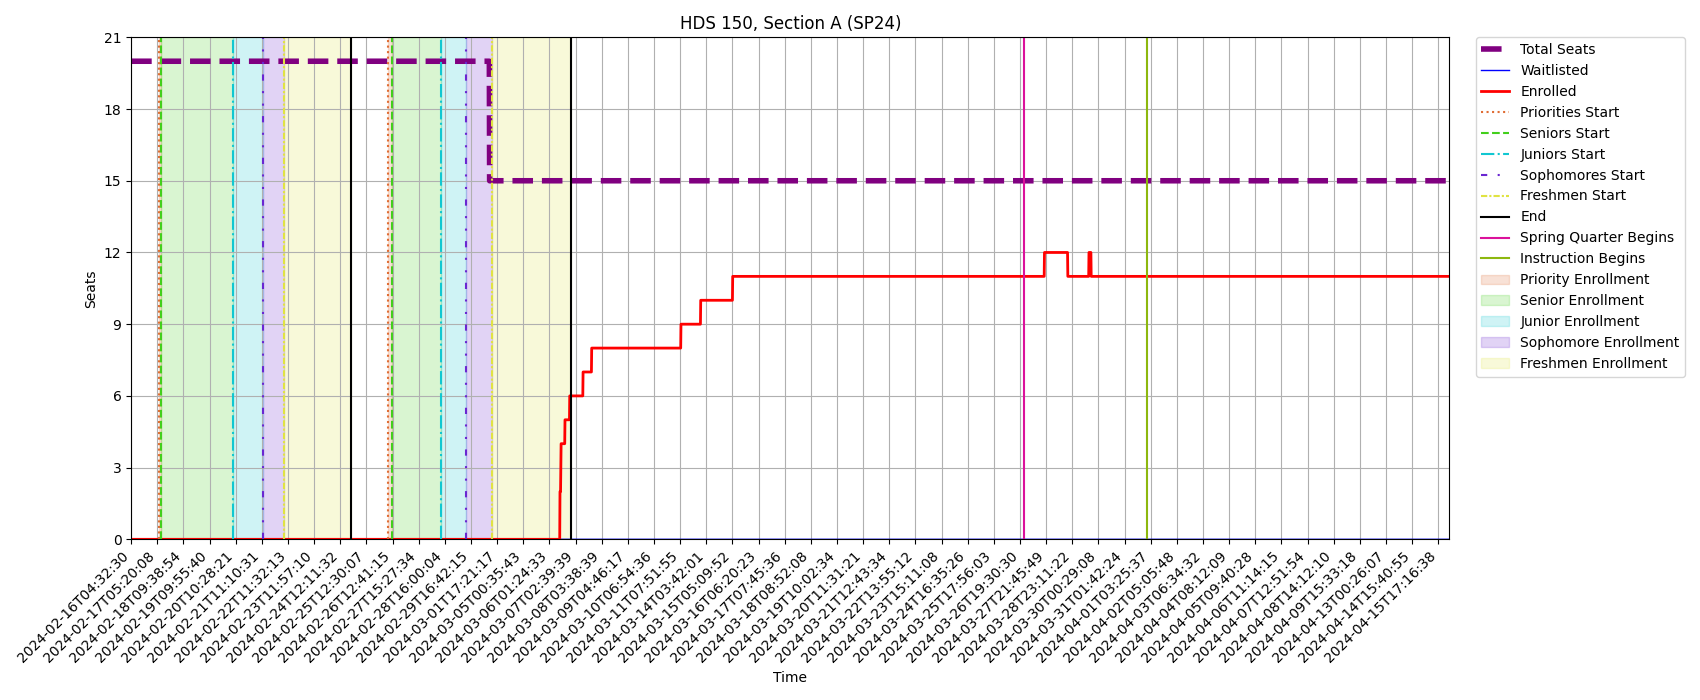 HDS 150, Section A (SP24)
21
18
15
12
9
6
3
0
Seats
2024-02-16T04:32:30
2024-02-17T05:20:08
2024-02-18T09:38:54
2024-02-19T09:55:40
2024-02-20T10:28:21
2024-02-21T11:10:31
2024-02-22T11:32:13
2024-02-23T11:57:10
2024-02-24T12:11:32
2024-02-25T12:30:07
2024-02-26T12:41:15
2024-02-27T15:27:34
2024-02-28T16:00:04
2024-02-29T16:42:15
2024-03-01T17:21:17
2024-03-05T00:35:43
2024-03-06T01:24:33
2024-03-07T02:39:39
2024-03-08T03:38:39
2024-03-09T04:46:17
2024-03-10T06:54:36
2024-03-11T07:51:55
2024-03-14T03:42:01
2024-03-15T05:09:52
2024-03-16T06:20:23
2024-03-17T07:45:36
2024-03-18T08:52:08
2024-03-19T10:02:34
2024-03-20T11:31:21
2024-03-21T12:43:34
2024-03-22T13:55:12
2024-03-23T15:11:08
2024-03-24T16:35:26
2024-03-25T17:56:03
2024-03-26T19:30:30
2024-03-27T21:45:49
2024-03-28T23:11:22
2024-03-30T00:29:08
2024-03-31T01:42:24
2024-04-01T03:25:37
2024-04-02T05:05:48
2024-04-03T06:34:32
2024-04-04T08:12:09
2024-04-05T09:40:28
2024-04-06T11:14:15
2024-04-07T12:51:54
2024-04-08T14:12:10
2024-04-09T15:33:18
2024-04-13T00:26:07
2024-04-14T15:40:55
2024-04-15T17:16:38
Time
Total Seats
Waitlisted
Enrolled
Priorities Start
Seniors Start
Juniors Start
Sophomores Start
Freshmen Start
End
Spring Quarter Begins
Instruction Begins
Priority Enrollment
Senior Enrollment
Junior Enrollment
Sophomore Enrollment
Freshmen Enrollment